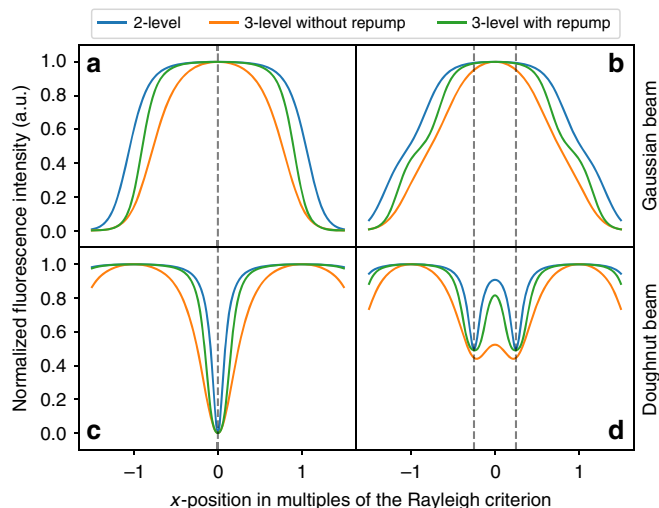 2-level 3-level without repump 3-level with repump
a
b
c
d
Normalized fluorescence intensity (a.u.)
1.0
0.8
0.6
0.4
0.2
0.0
1.0
0.8
0.6
0.4
0.2
0.0
Gaussian beam
Doughnut beam
−1 0 1 −1 0 1
x-position in multiples of the Rayleigh criterion